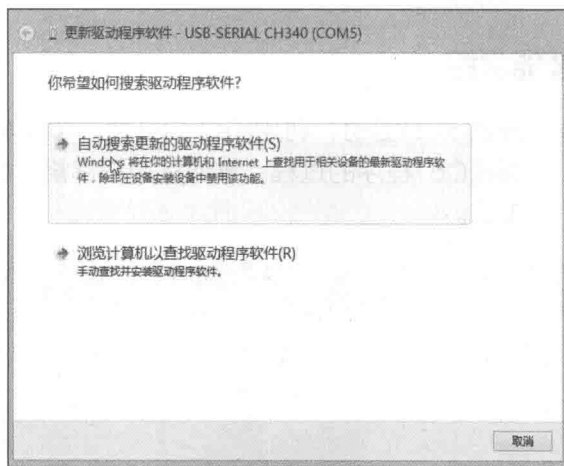 更新驱动程序软件 - USB-SERIAL CH340 (COM5)
你希望如何搜索驱动程序软件?
自动搜索更新的驱动程序软件(S)
Windows 将在你的计算机和 Internet 上查找用于相关设备的最新驱动程序软
件，除非在设备安装设备中禁用该功能。
浏览计算机以查找驱动程序软件(R)
手动查找并安装驱动程序软件。
取消